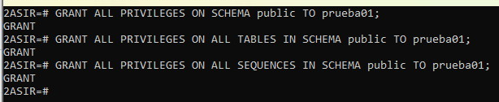 2ASIR=# GRANT ALL PRIVILEGES ON SCHEMA public TO prueba01;
GRANT
2ASIR=# GRANT ALL PRIVILEGES ON ALL TABLES IN SCHEMA public TO prueba01;
GRANT
2ASIR=# GRANT ALL PRIVILEGES ON ALL SEQUENCES IN SCHEMA public TO prueba01;
GRANT
2ASIR=#